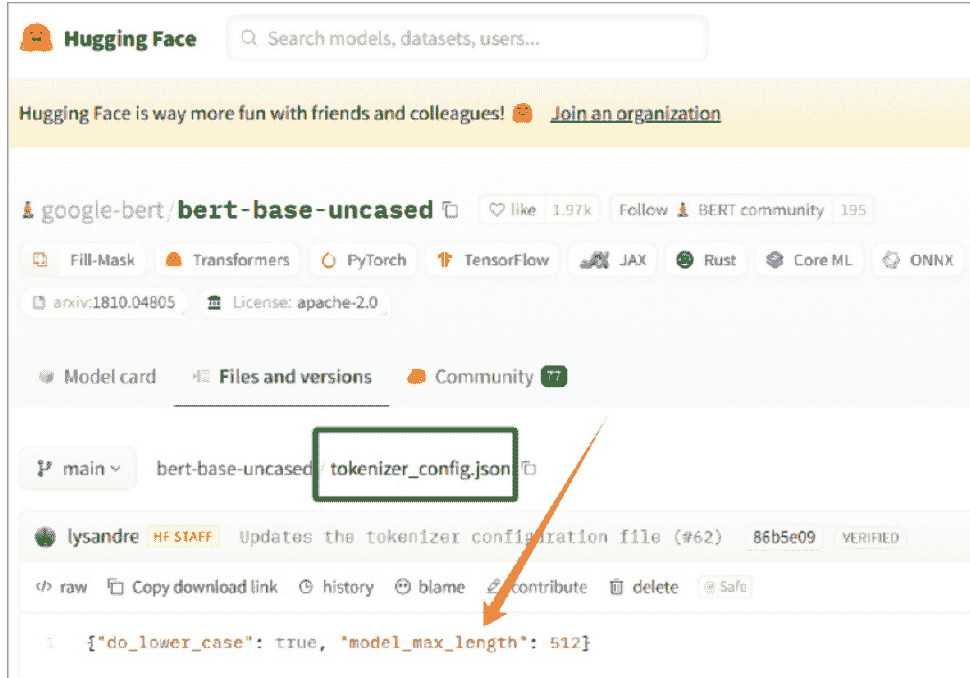 Hugging Face
Search models, datasets, users...
Hugging Face is way more fun with friends and colleagues! Join an organization
google-bert/bert-base-uncased like 1.97k Follow BERT community 195
Fill-Mask Transformers PyTorch TensorFlow JAX Rust Core ML ONNX
arxiv:1810.04805 License: apache-2.0
Model card Files and versions Community 77
main bert-base-uncased / tokenizer_config.json
lysandre HF STAFF Updates the tokenizer configuration file (#62) 86b5e09 VERIFIED
</> raw Copy download link history blame contribute delete Safe
1 {"do_lower_case": true, "model_max_length": 512}